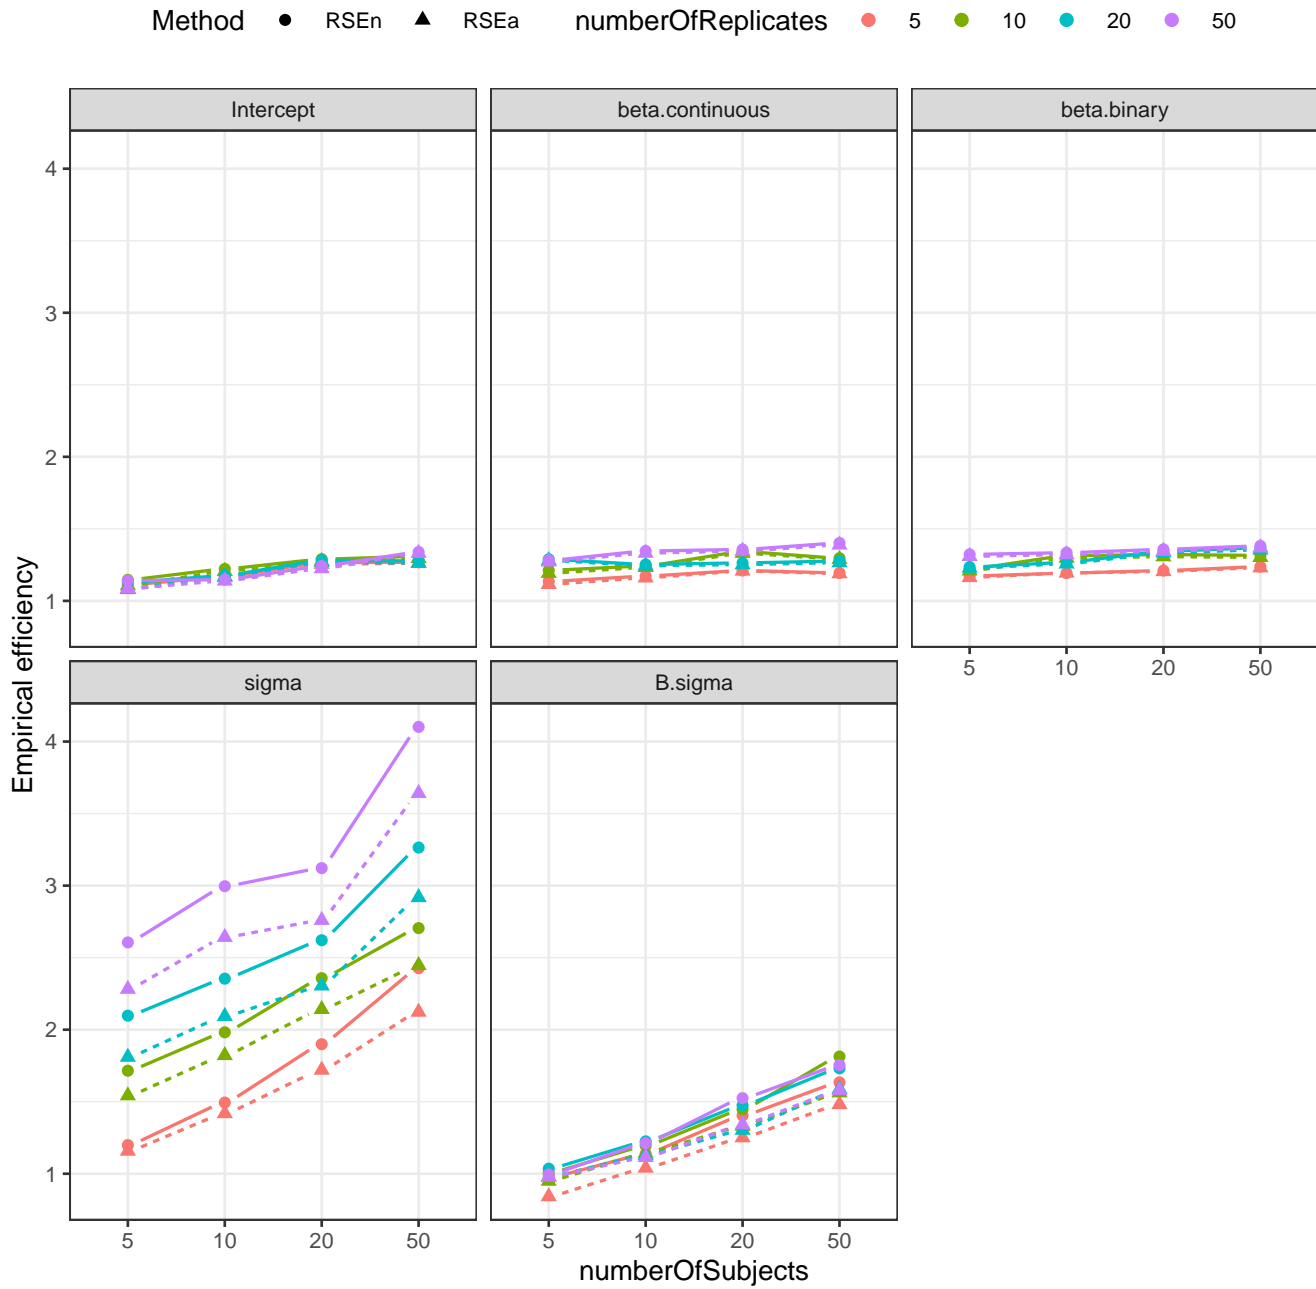 Method RSEn RSEa numberOfReplicates 5 10 20 50
Intercept beta.continuous beta.binary
4
3
2
1
5 10 20 50
sigma B.sigma
4
3
2
1
5 10 20 50 5 10 20 50
Empirical efficiency
numberOfSubjects